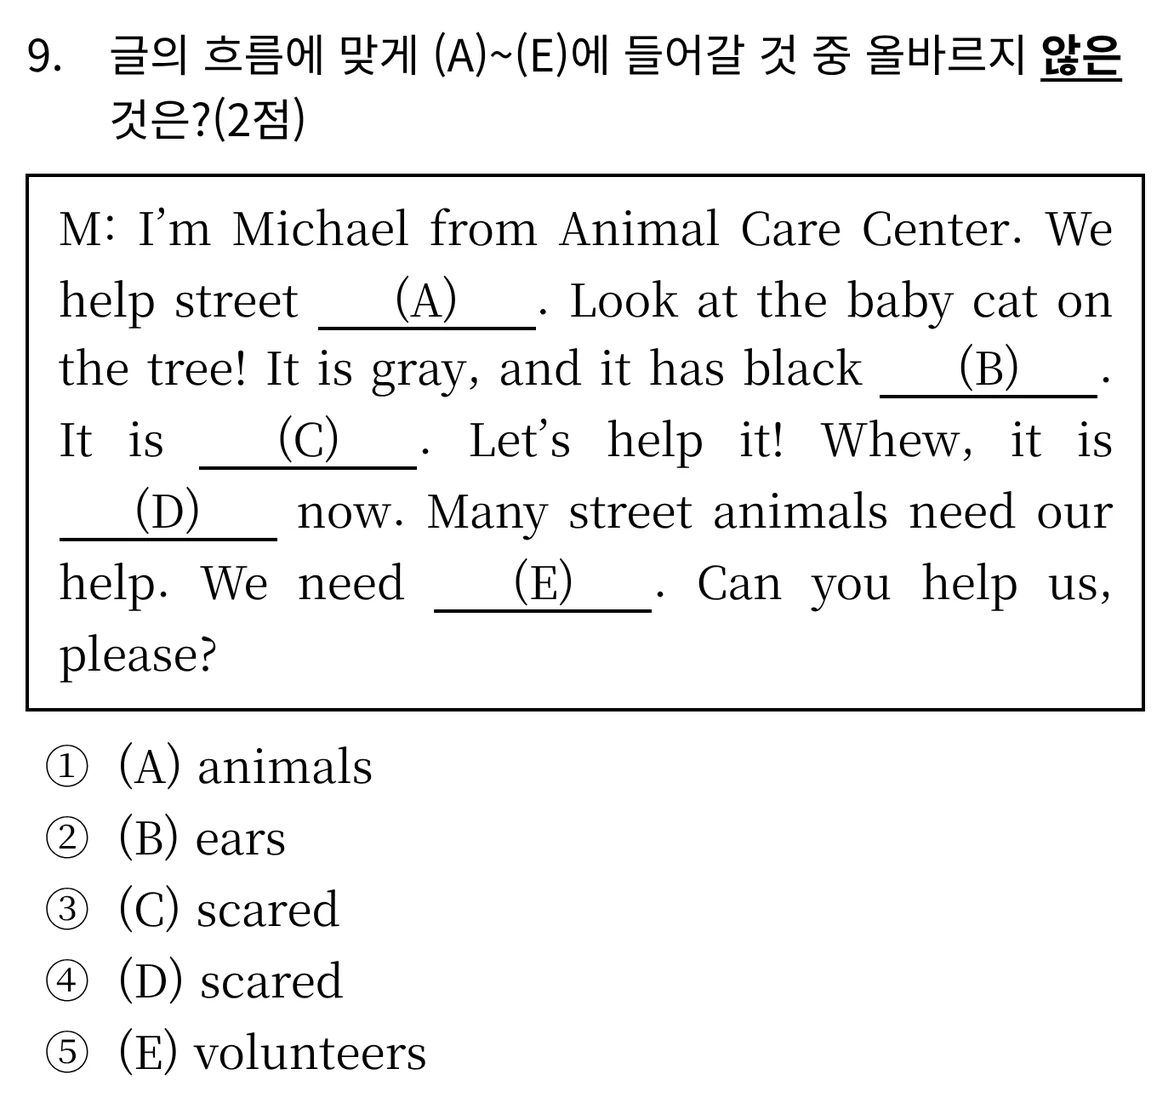 9. 글의 흐름에 맞게 (A)~(E)에 들어갈 것 중 올바르지 않은
것은?(2점)
M: I’m Michael from Animal Care Center. We
help street (A) . Look at the baby cat on
the tree! It is gray, and it has black (B) .
It is (C) . Let’s help it! Whew, it is
(D) now. Many street animals need our
help. We need (E) . Can you help us,
please?
① (A) animals
② (B) ears
③ (C) scared
④ (D) scared
⑤ (E) volunteers